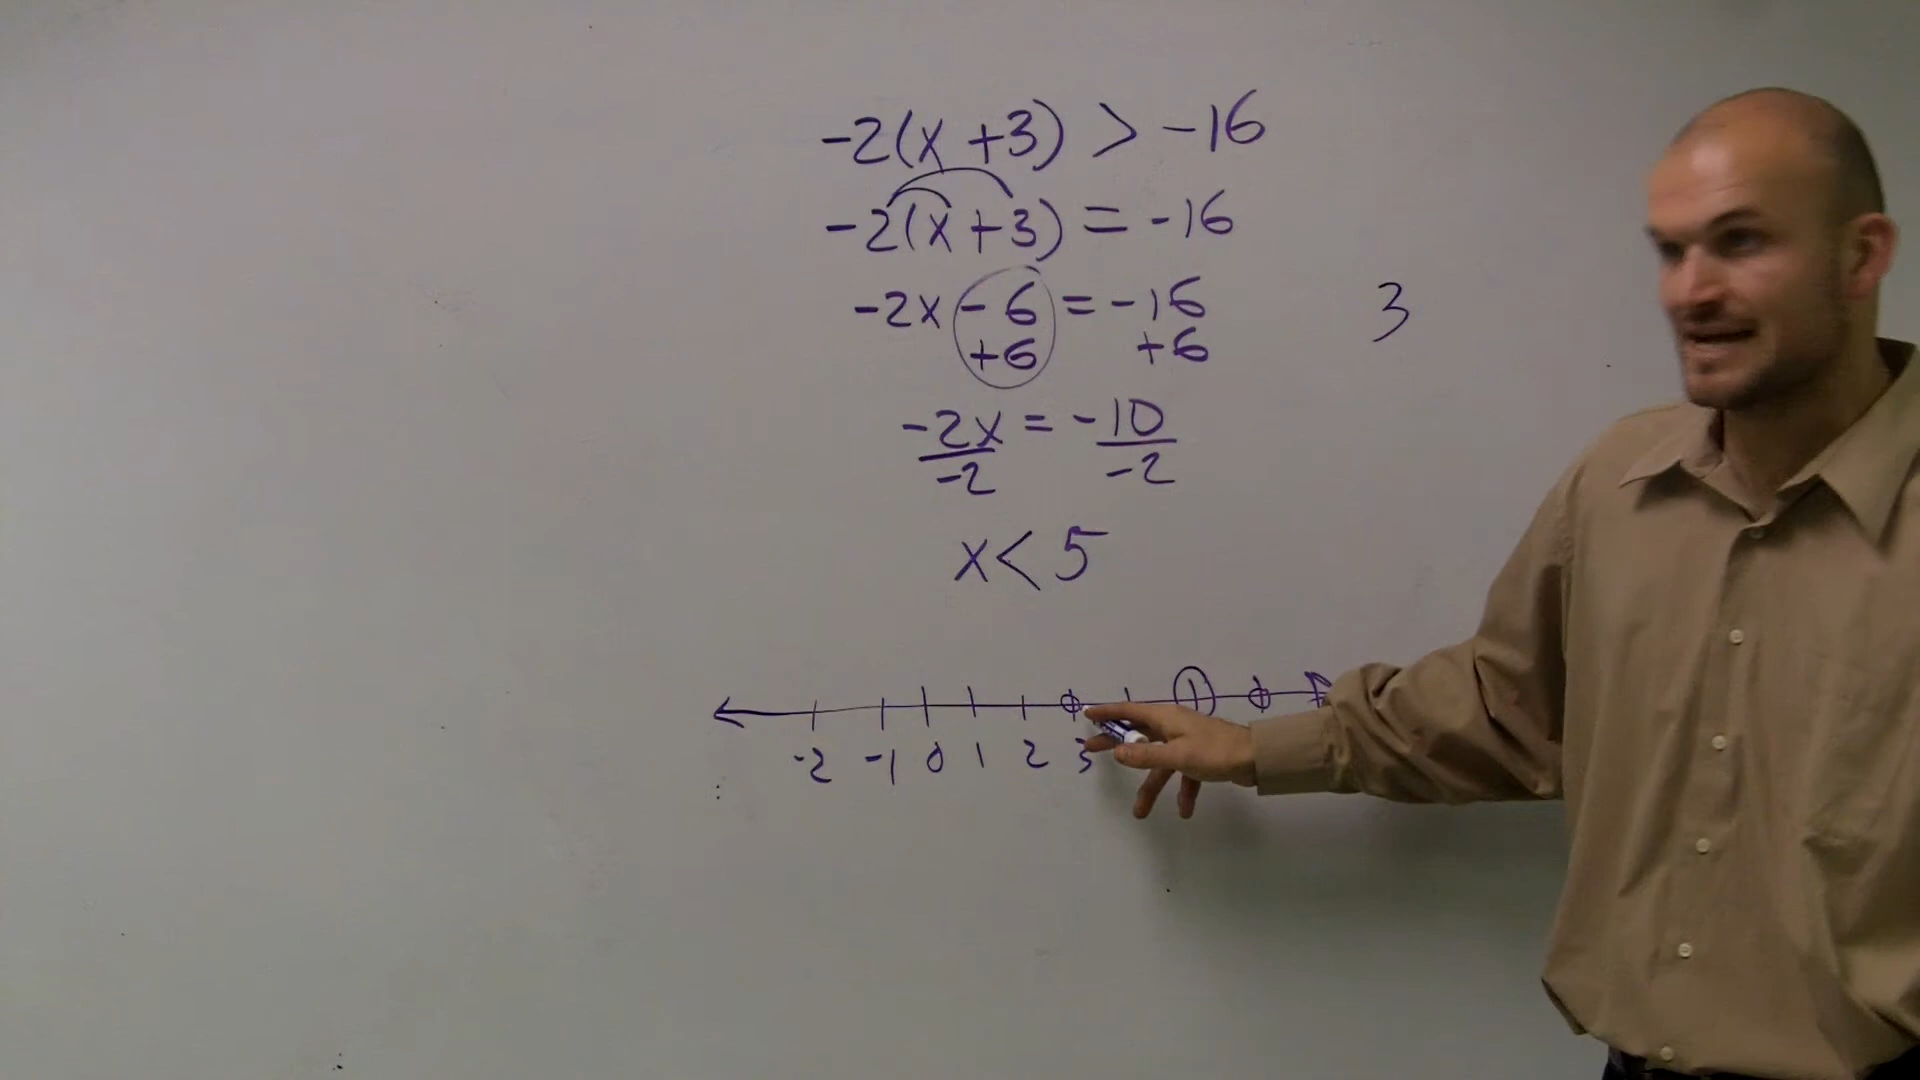 -2(x +3) > -16
-2(x+3) = -16
-2x - 6 = -16
+6 +6
3
-2x = -10
-2 -2
x < 5
-2 -1 0 1 2 3